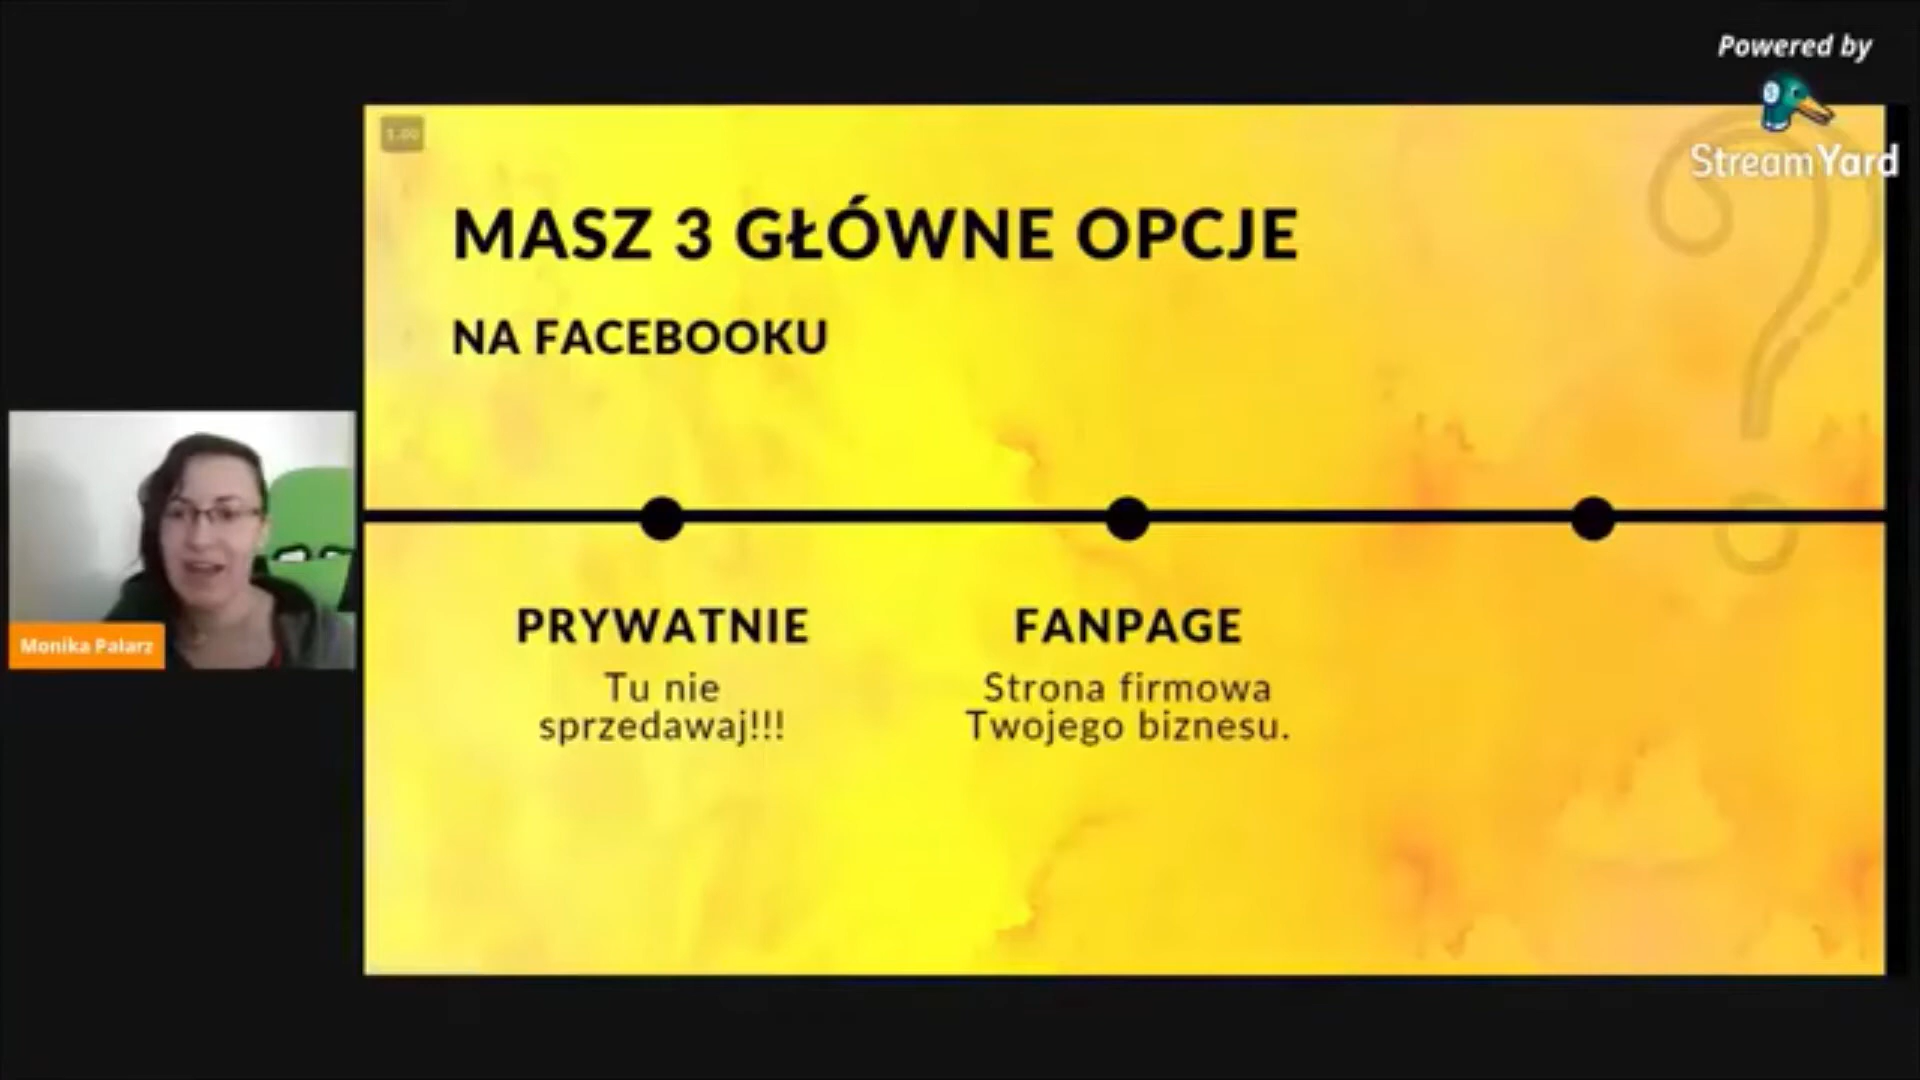 Powered by
StreamYard
MASZ 3 GŁÓWNE OPCJE
NA FACEBOOKU
PRYWATNIE
Tu nie
sprzedawaj!!!
FANPAGE
Strona firmowa
Twojego biznesu.
Monika Palarz